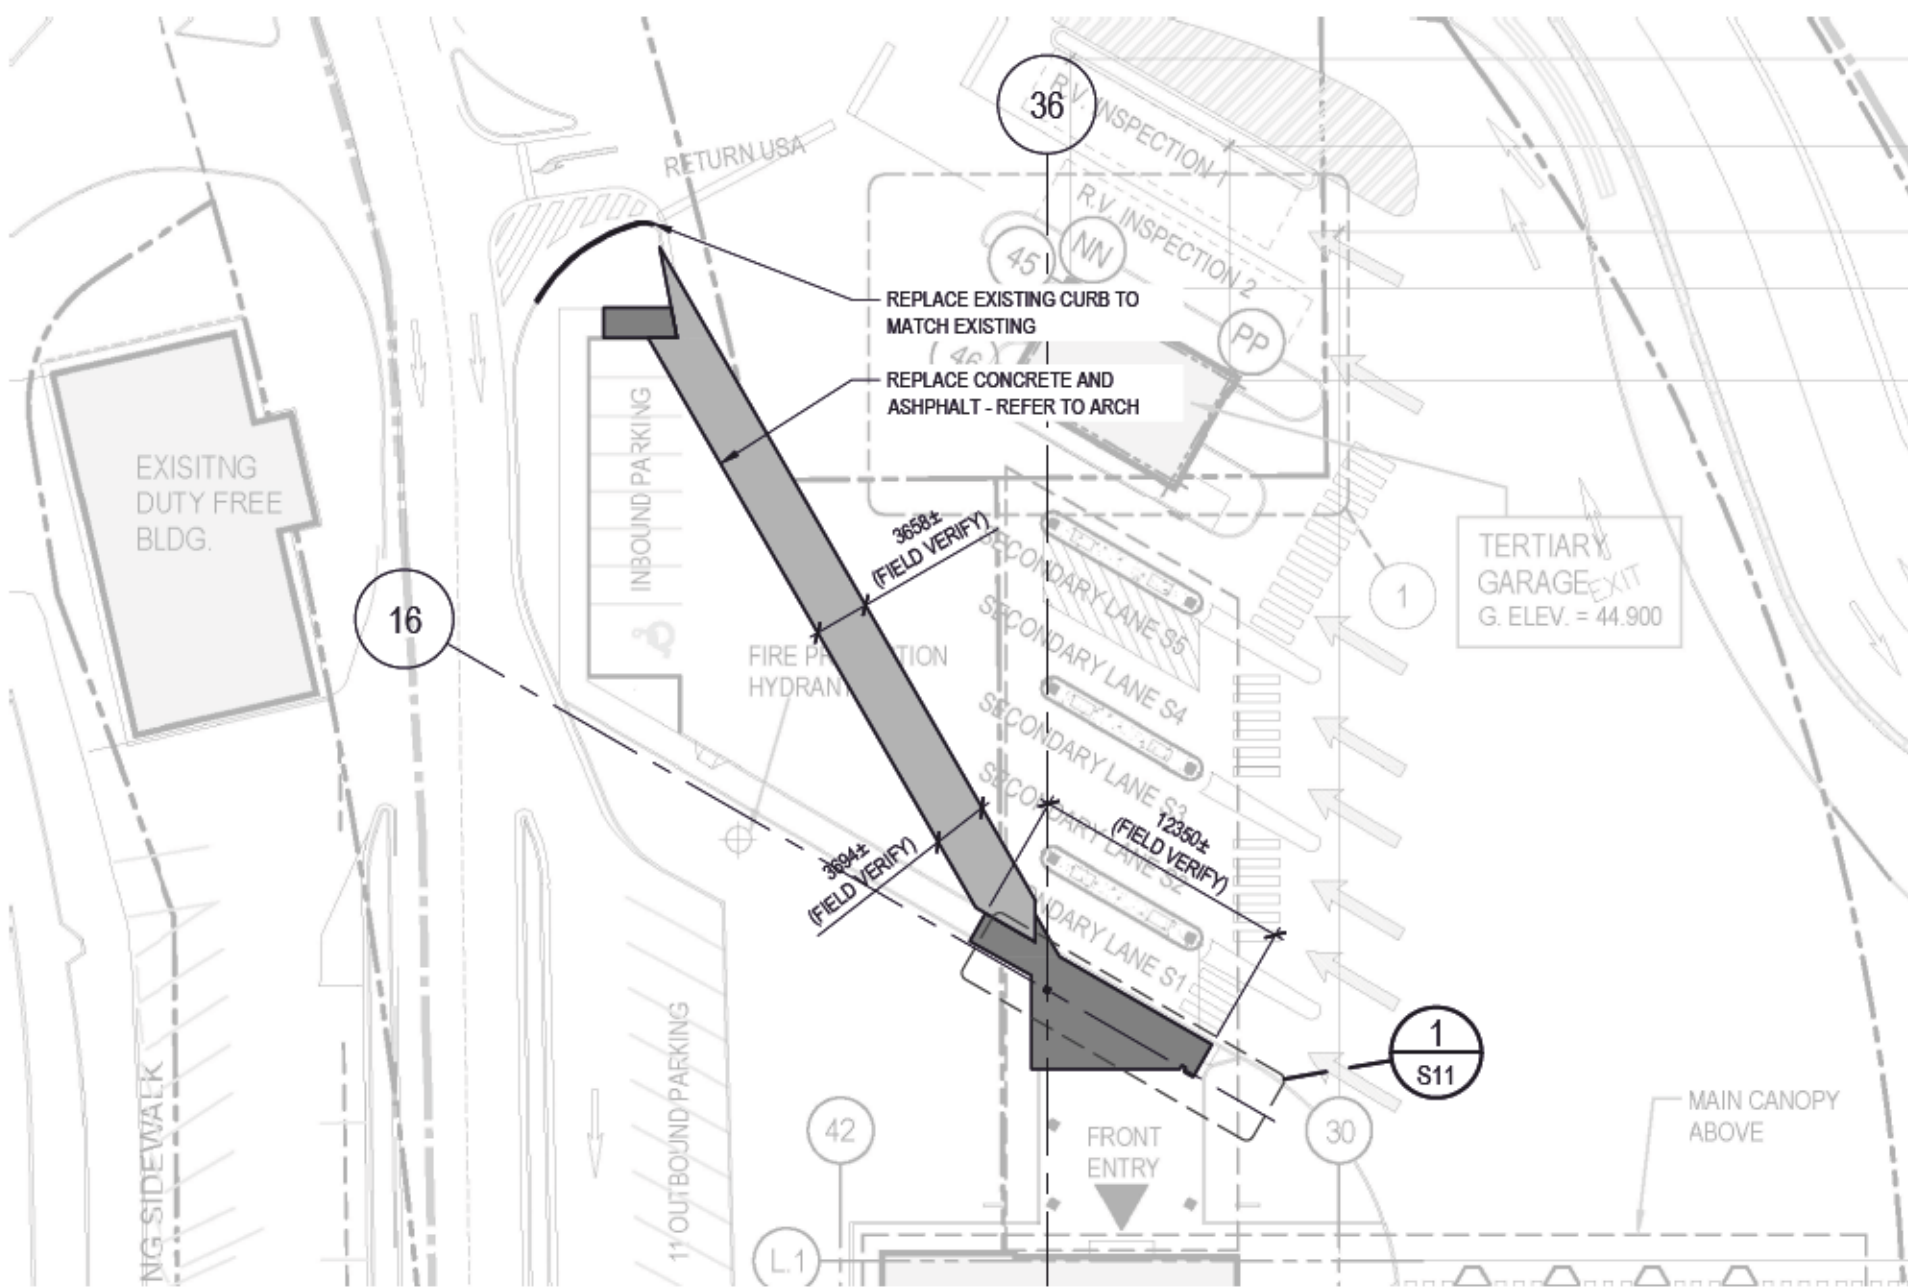 36
R.V. INSPECTION 1
RETURN USA
R.V. INSPECTION 2
45
NN
REPLACE EXISTING CURB TO
MATCH EXISTING
PP
46
REPLACE CONCRETE AND
ASHPHALT - REFER TO ARCH
INBOUND PARKING
EXISITNG
DUTY FREE
BLDG.
3658±
(FIELD VERIFY)
SECONDARY LANE S5
TERTIARY
GARAGE
G. ELEV. = 44.900
EXIT
1
16
SECONDARY LANE S4
FIRE PR TION
HYDRANT
SECONDARY LANE S3
12350±
(FIELD VERIFY)
SECONDARY LANE S2
3694±
(FIELD VERIFY)
ONDARY LANE S1
1
S11
11 OUTBOUND PARKING
NG SIDEWALK
42
FRONT
ENTRY
30
MAIN CANOPY
ABOVE
L.1